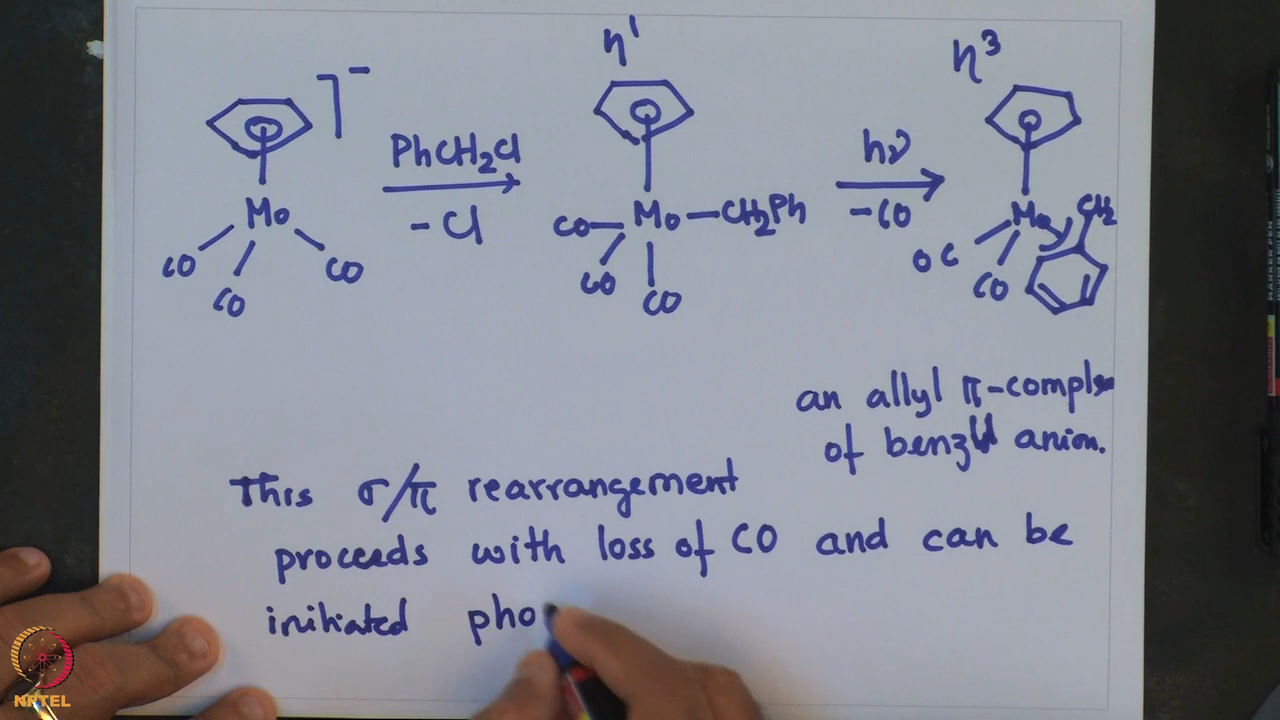 η¹
η³
]⁻
PhCH₂Cl
hν
Mo
-Cl
CO
CO
CO
CO Mo-CH₂Ph
CO
CO
-CO
Mo CH₂
OC
CO
an allyl π-complex
of benzyl anion.
This σ/π rearrangement
proceeds with loss of CO and can be
initiated pho
NPTEL